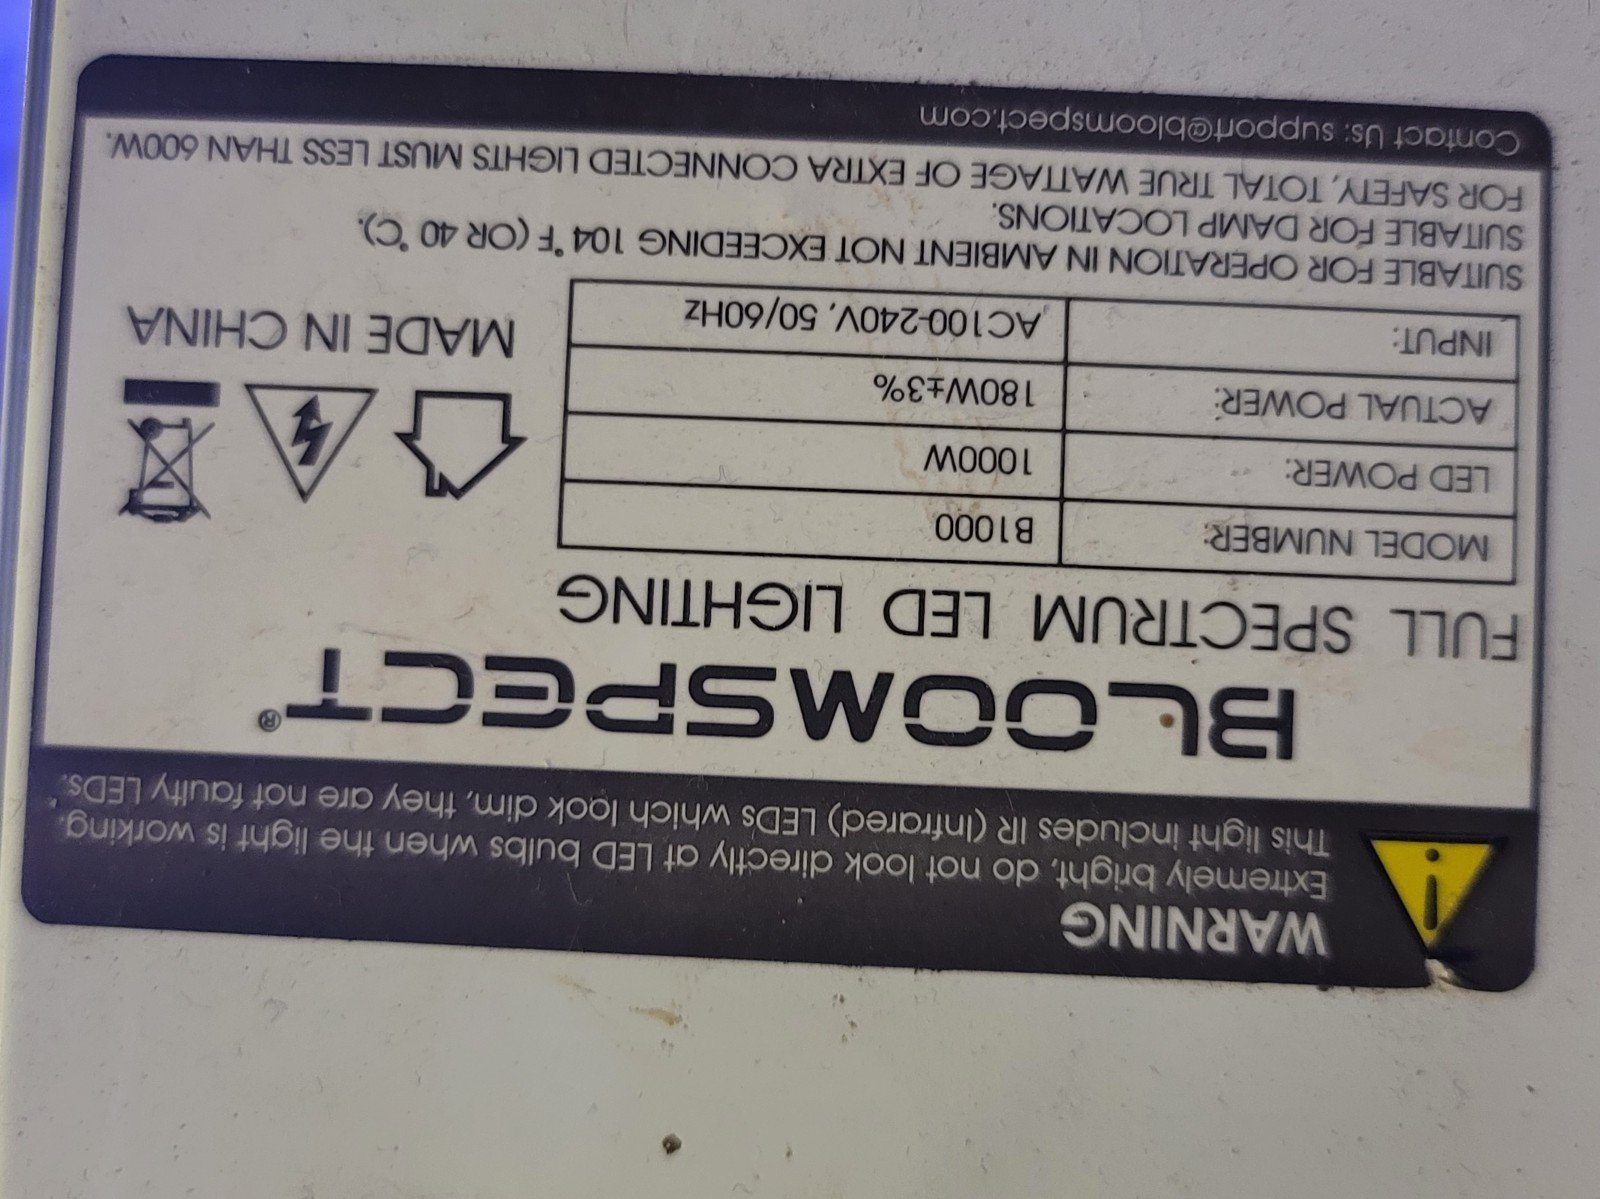 WARNING
Extremely bright, do not look directly at LED bulbs when the light is working.
This light includes IR (Infrared) LEDs which look dim, they are not faulty LEDs.
BLOOMSPECT®
FULL SPECTRUM LED LIGHTING
MODEL NUMBER: B1000
LED POWER: 1000W
ACTUAL POWER: 180W±3%
INPUT: AC100-240V, 50/60Hz
MADE IN CHINA
SUITABLE FOR OPERATION IN AMBIENT NOT EXCEEDING 104°F (OR 40°C).
SUITABLE FOR DAMP LOCATIONS.
FOR SAFETY, TOTAL TRUE WATTAGE OF EXTRA CONNECTED LIGHTS MUST LESS THAN 600W.
Contact Us: support@bloomspect.com